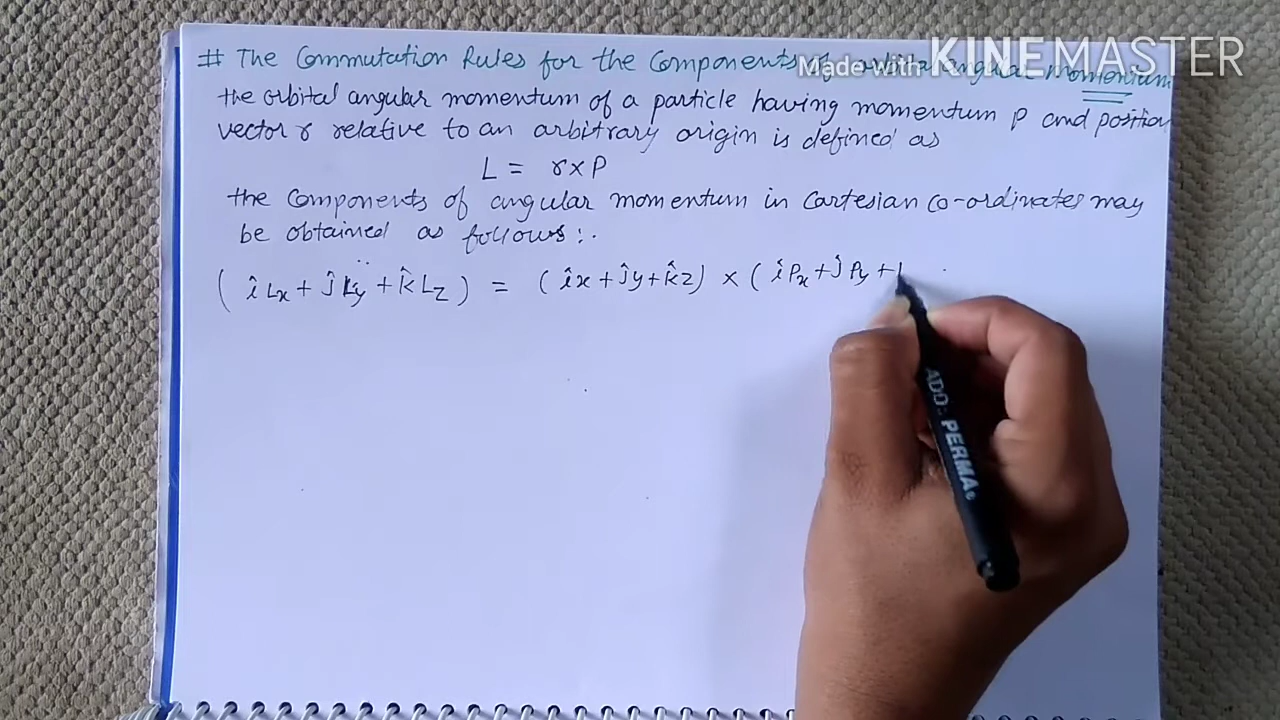 # The Commutation Rules for the Components of orbital angular momentum
Made with KINEMASTER
the orbital angular momentum of a particle having momentum p and position
vector r relative to an arbitrary origin is defined as
L = r×P
the components of angular momentum in Cartesian Co-ordinates may
be obtained as follows:.
( îLx + ĵLy + k̂Lz ) = ( îx + ĵy + k̂z) × ( îPx + ĵPy +
ADD PERMA